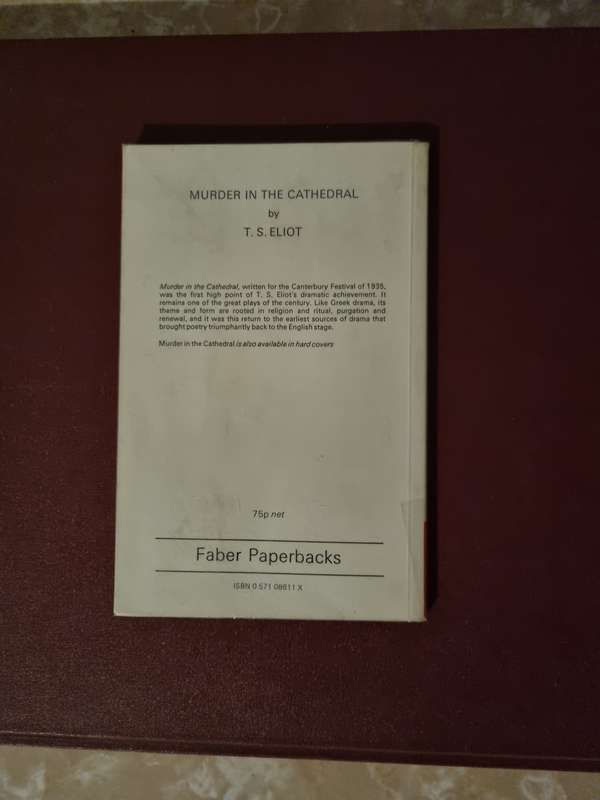 MURDER IN THE CATHEDRAL
by
T. S. ELIOT
Murder in the Cathedral, written for the Canterbury Festival of 1935,
was the first high point of T. S. Eliot's dramatic achievement. It
remains one of the great plays of the century. Like Greek drama, its
theme and form are rooted in religion and ritual, purgation and
renewal, and it was this return to the earliest sources of drama that
brought poetry triumphantly back to the English stage.
Murder in the Cathedral is also available in hard covers
75p net
Faber Paperbacks
ISBN 0 571 08611 X